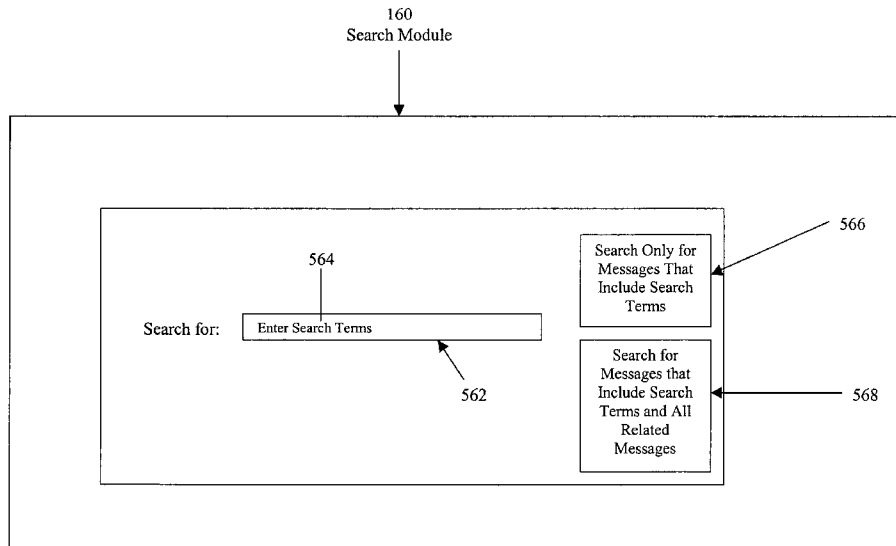 160
Search Module
566
Search Only for
Messages That
Include Search
Terms
564
Search for:
Enter Search Terms
562
Search for
Messages that
Include Search
Terms and All
Related
Messages
568